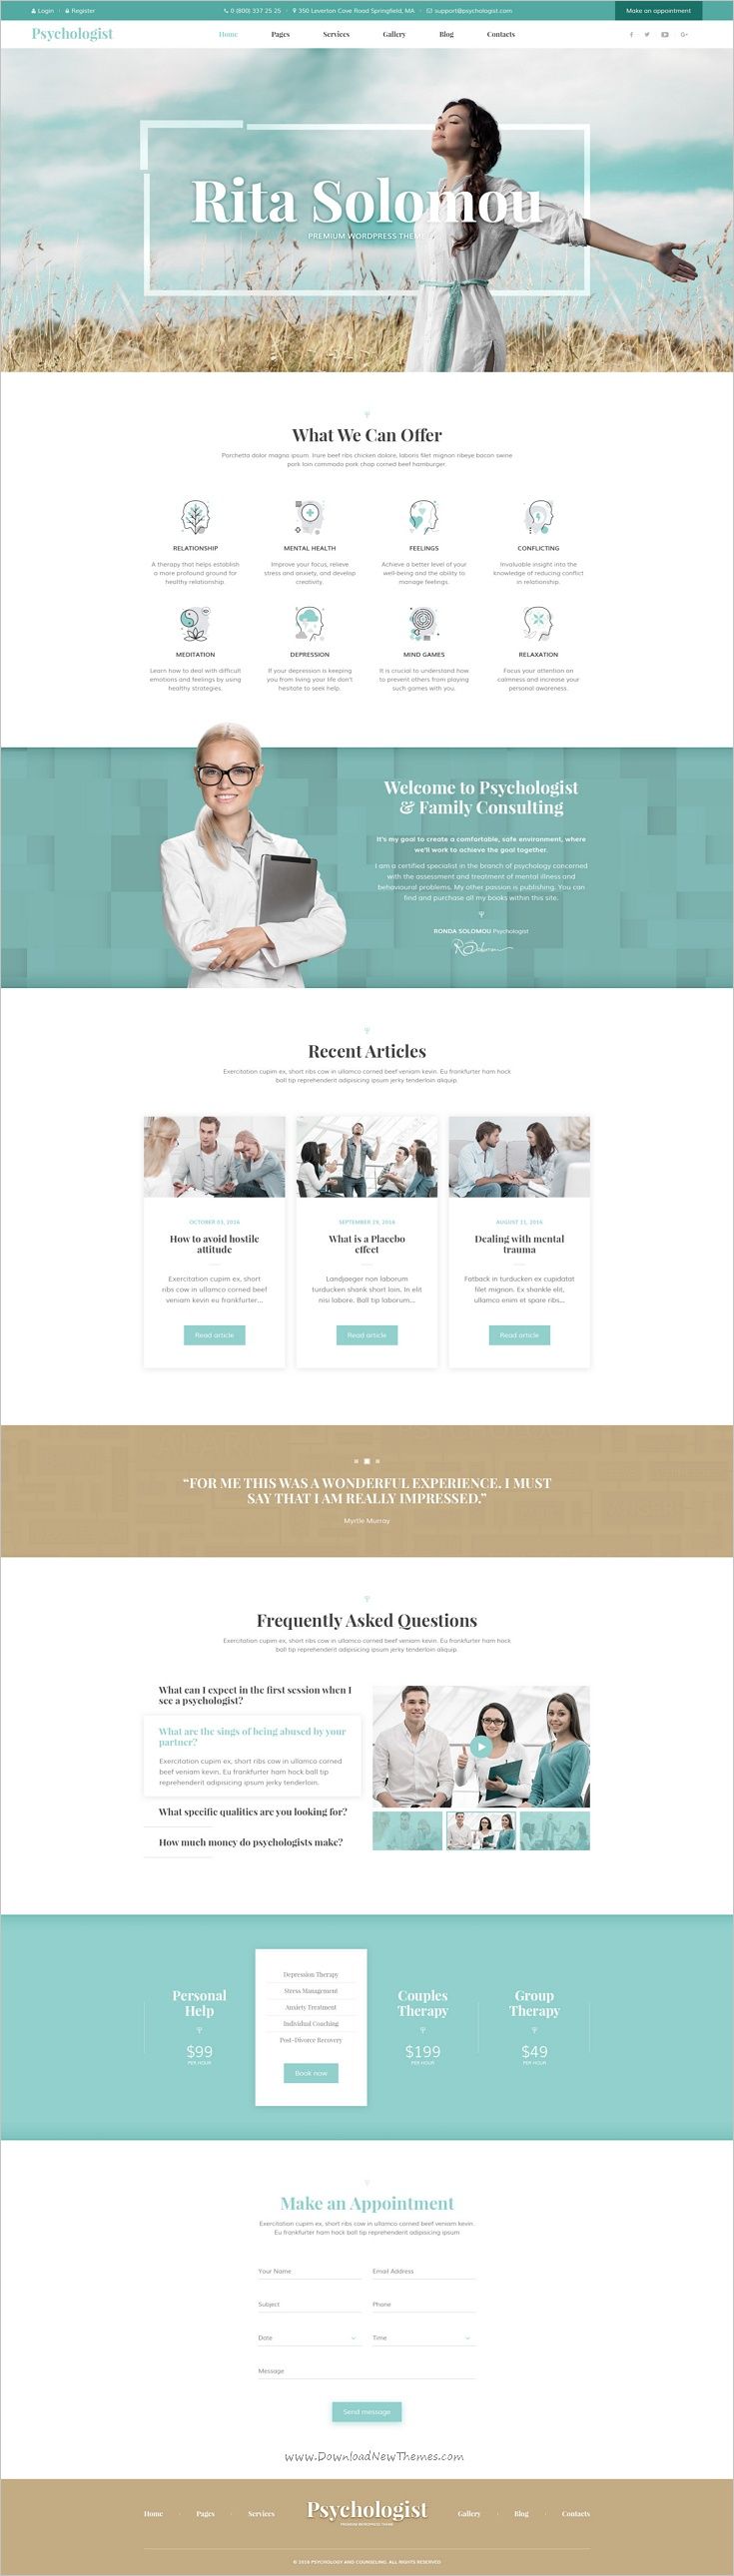 Login
Register
0 (800) 337 25 25
350 Leverton Cove Road Springfield, MA
support@psychologist.com
Make an appointment
Psychologist
Home
Pages
Services
Gallery
Blog
Contacts
Rita Solomou
PREMIUM WORDPRESS THEME
What We Can Offer
Porchetta dolor magna ipsum. Irure beef ribs chicken dolore, laboris filet mignon ribeye bacon swine
pork loin commodo pork chop corned beef hamburger.
RELATIONSHIP
A therapy that helps establish
a more profound ground for
healthy relationship.
MENTAL HEALTH
Improve your focus, relieve
stress and anxiety, and develop
creativity.
FEELINGS
Achieve a better level of your
well-being and the ability to
manage feelings.
CONFLICTING
Invaluable insight into the
knowledge of reducing conflict
in relationship.
MEDITATION
Learn how to deal with difficult
emotions and feelings by using
healthy strategies.
DEPRESSION
If your depression is keeping
you from living your life don't
hesitate to seek help.
MIND GAMES
It is crucial to understand how
to prevent others from playing
such games with you.
RELAXATION
Focus your attention on
calmness and increase your
personal awareness.
Welcome to Psychologist
& Family Consulting
It's my goal to create a comfortable, safe environment, where
we'll work to achieve the goal together.
I am a certified specialist in the branch of psychology concerned
with the assessment and treatment of mental illness and
behavioural problems. My other passion is publishing. You can
find and purchase all my books within this site.
RONDA SOLOMOU Psychologist
Recent Articles
Exercitation cupim ex, short ribs cow in ullamco corned beef veniam kevin. Eu frankfurter ham hock
ball tip reprehenderit adipisicing ipsum jerky tenderloin aliquip.
OCTOBER 03, 2016
How to avoid hostile
attitude
Exercitation cupim ex, short
ribs cow in ullamco corned beef
veniam kevin eu frankfurter...
Read article
SEPTEMBER 29, 2016
What is a Placebo
effect
Landjaeger non laborum
turducken shank short loin. In elit
nisi labore. Ball tip laborum...
Read article
AUGUST 15, 2016
Dealing with mental
trauma
Fatback in turducken ex cupidatat
filet mignon. Ex shankle elit,
ullamco enim et spare ribs...
Read article
“FOR ME THIS WAS A WONDERFUL EXPERIENCE. I MUST
SAY THAT I AM REALLY IMPRESSED.”
Myrtle Murray
Frequently Asked Questions
Exercitation cupim ex, short ribs cow in ullamco corned beef veniam kevin. Eu frankfurter ham hock
ball tip reprehenderit adipisicing ipsum jerky tenderloin aliquip.
What can I expect in the first session when I
see a psychologist?
What are the sings of being abused by your
partner?
Exercitation cupim ex, short ribs cow in ullamco corned
beef veniam kevin. Eu frankfurter ham hock ball tip
reprehenderit adipisicing ipsum jerky tenderloin.
What specific qualities are you looking for?
How much money do psychologists make?
Personal
Help
$99
PER HOUR
Depression Therapy
Stress Management
Anxiety Treatment
Individual Coaching
Post-Divorce Recovery
Book now
Couples
Therapy
$199
PER HOUR
Group
Therapy
$49
PER HOUR
Make an Appointment
Exercitation cupim ex, short ribs cow in ullamco corned beef veniam kevin.
Eu frankfurter ham hock ball tip reprehenderit adipisicing ipsum
Your Name
Email Address
Subject
Phone
Date
Time
Message
Send message
www.DownloadNewThemes.com
Home
Pages
Services
Psychologist
PREMIUM WORDPRESS THEME
Gallery
Blog
Contacts
© 2016 PSYCHOLOGY AND COUNSELING. ALL RIGHTS RESERVED